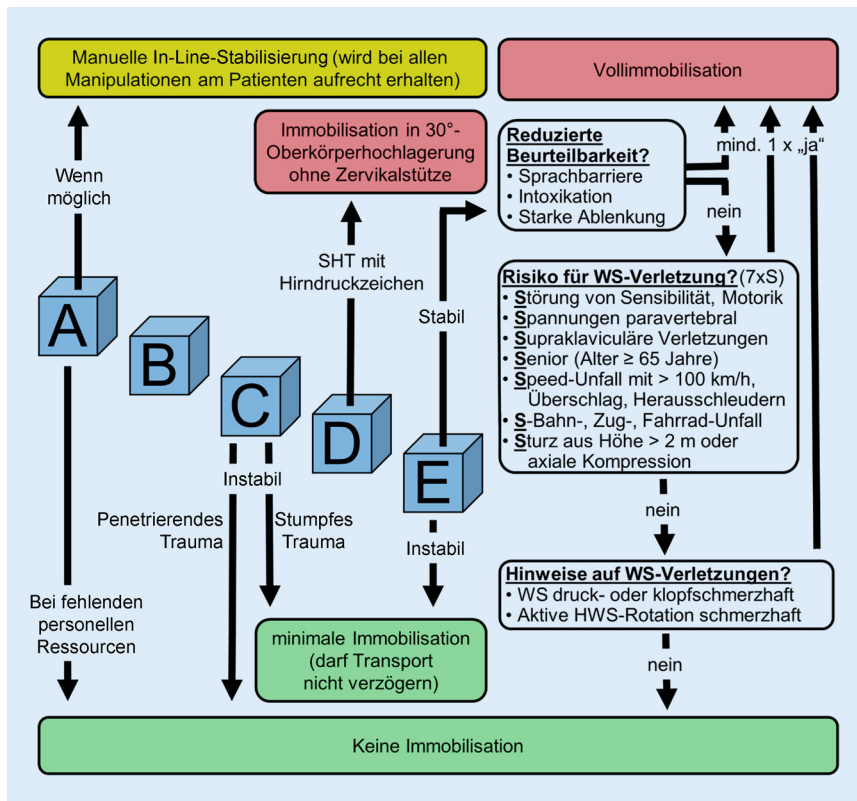 Manuelle In-Line-Stabilisierung (wird bei allen
Manipulationen am Patienten aufrecht erhalten)
Vollimmobilisation
Immobilisation in 30°-
Oberkörperhochlagerung
ohne Zervikalstütze
Reduzierte
Beurteilbarkeit?
• Sprachbarriere
• Intoxikation
• Starke Ablenkung
mind. 1 x „ja“
nein
Wenn
möglich
SHT mit
Hirndruckzeichen
Stabil
Risiko für WS-Verletzung? (7xS)
• Störung von Sensibilität, Motorik
• Spannungen paravertebral
• Supraklaviculäre Verletzungen
• Senior (Alter ≥ 65 Jahre)
• Speed-Unfall mit > 100 km/h,
Überschlag, Herausschleudern
• S-Bahn-, Zug-, Fahrrad-Unfall
• Sturz aus Höhe > 2 m oder
axiale Kompression
A
B
C
D
E
Instabil
Penetrierendes
Trauma
Stumpfes
Trauma
Instabil
nein
Hinweise auf WS-Verletzungen?
• WS druck- oder klopfschmerzhaft
• Aktive HWS-Rotation schmerzhaft
Bei fehlenden
personellen
Ressourcen
minimale Immobilisation
(darf Transport
nicht verzögern)
nein
Keine Immobilisation